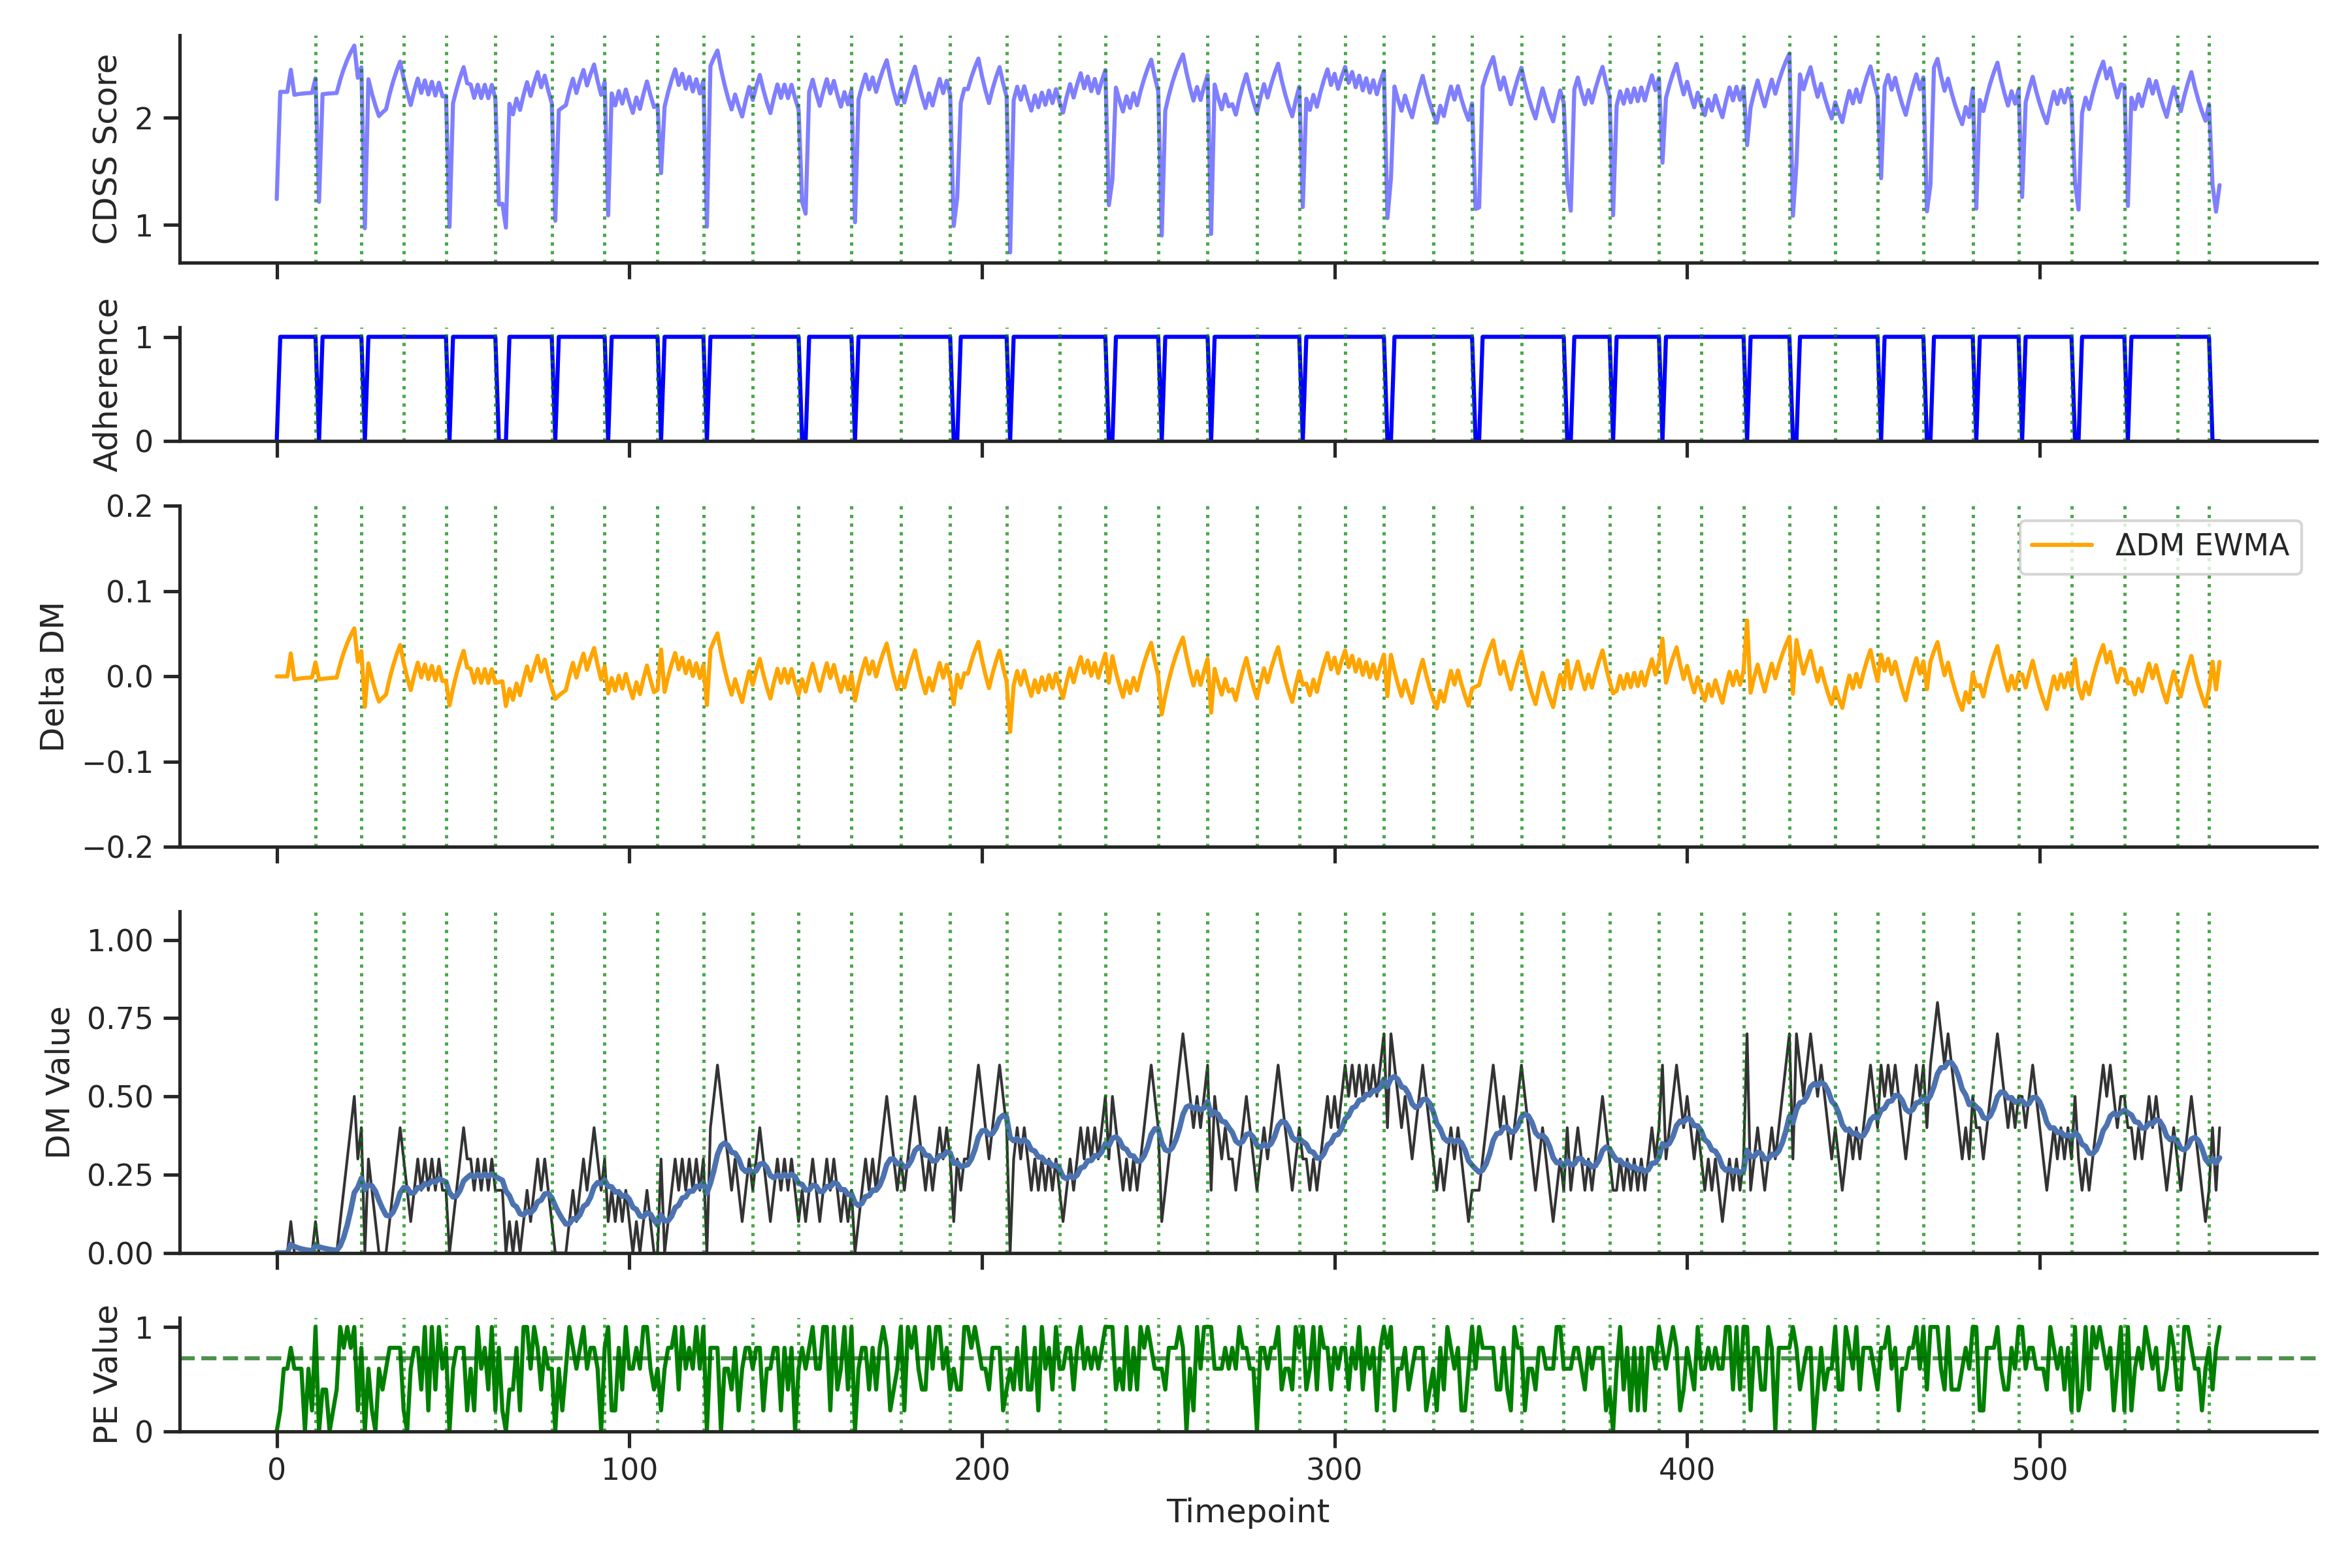 CDSS Score
2
1
Adherence
1
0
Delta DM
0.2
0.1
0.0
−0.1
−0.2
ΔDM EWMA
DM Value
1.00
0.75
0.50
0.25
0.00
PE Value
1
0
0 100 200 300 400 500
Timepoint